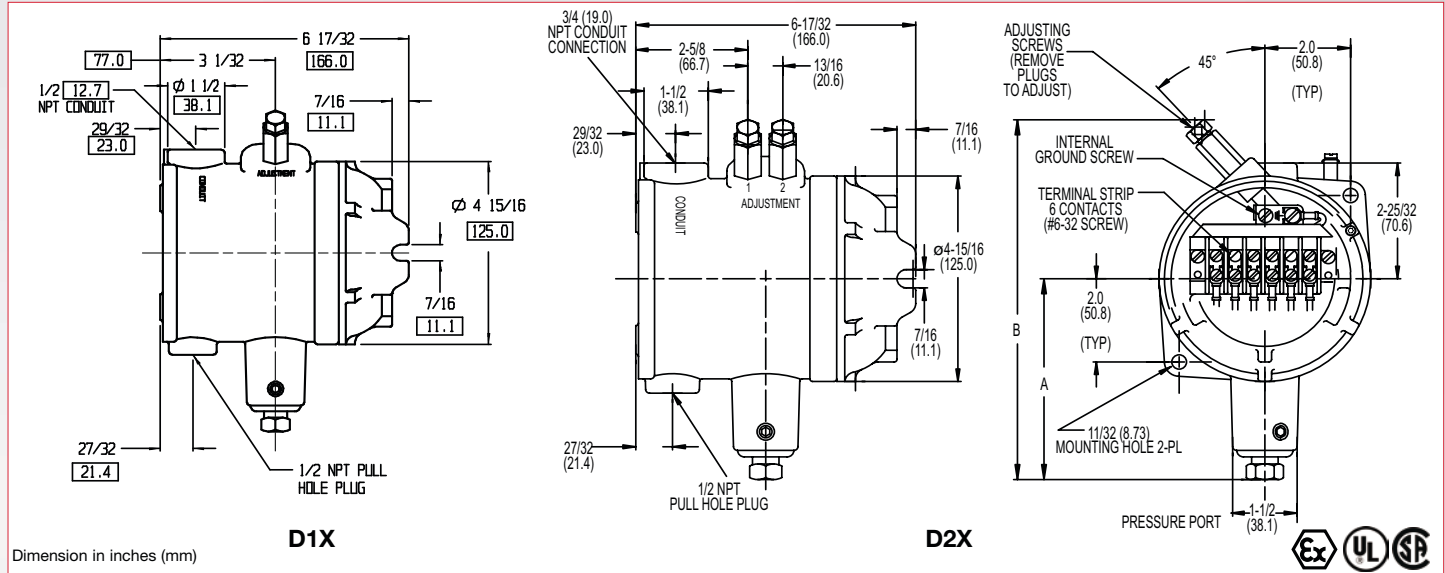 6 17/32
166.0
77.0
3 1/32
Ø 1 1/2
38.1
1/2 12.7
NPT CONDUIT
7/16
11.1
29/32
23.0
CONDUIT
ADJUSTMENT
Ø 4 15/16
125.0
7/16
11.1
27/32
21.4
1/2 NPT PULL
HOLE PLUG
D1X
Dimension in inches (mm)
3/4 (19.0)
NPT CONDUIT
CONNECTION
6-17/32
(166.0)
2-5/8
(66.7)
13/16
(20.6)
1-1/2
(38.1)
29/32
(23.0)
7/16
(11.1)
1 2
ADJUSTMENT
CONDUIT
ø4-15/16
(125.0)
7/16
(11.1)
27/32
(21.4)
1/2 NPT
PULL HOLE PLUG
D2X
ADJUSTING
SCREWS
(REMOVE
PLUGS
TO ADJUST)
45°
2.0
(50.8)
(TYP)
INTERNAL
GROUND SCREW
TERMINAL STRIP
6 CONTACTS
(#6-32 SCREW)
2-25/32
(70.6)
2.0
(50.8)
(TYP)
B
A
11/32 (8.73)
MOUNTING HOLE 2-PL
PRESSURE PORT
1-1/2
(38.1)
Ex
UL
SA